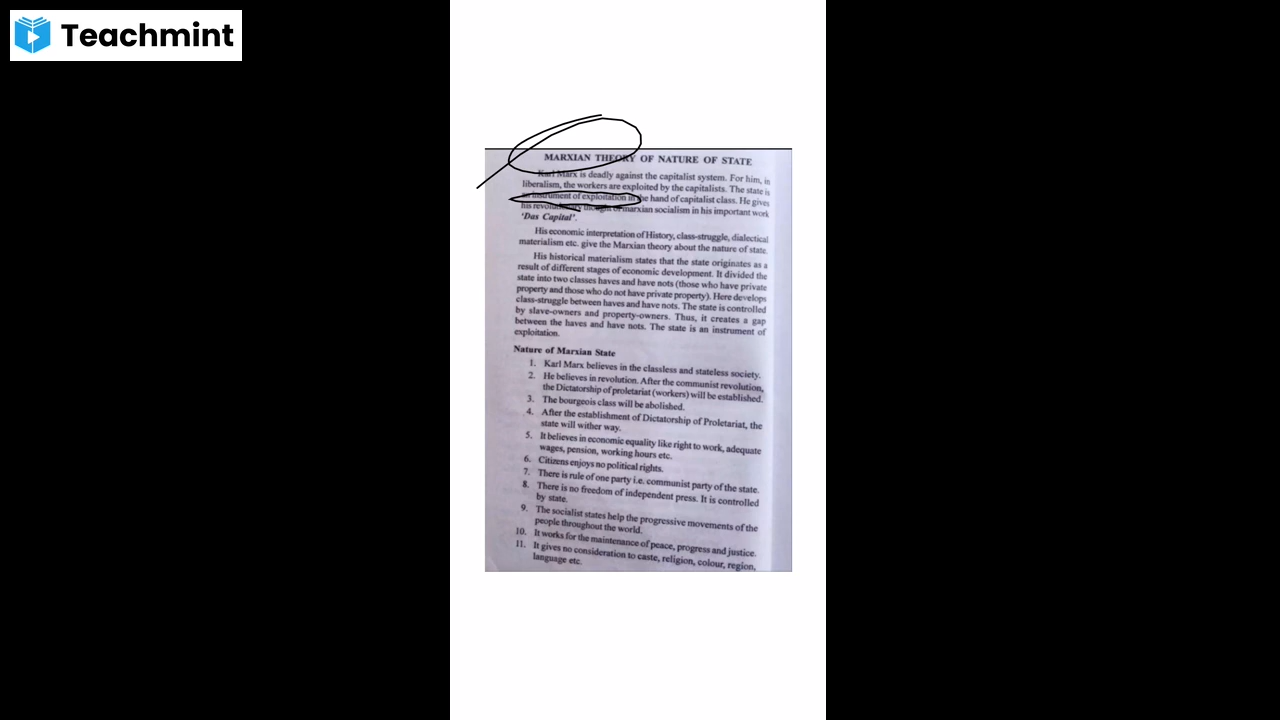 Teachmint
MARXIAN THEORY OF NATURE OF STATE
Karl Marx is deadly against the capitalist system. For him, in
liberalism, the workers are exploited by the capitalists. The state is
an instrument of exploitation in the hand of capitalist class. He gives
his revolutionary thought of marxian socialism in his important work
'Das Capital'.
His economic interpretation of History, class-struggle, dialectical
materialism etc. give the Marxian theory about the nature of state.
His historical materialism states that the state originates as a
result of different stages of economic development. It divided the
state into two classes haves and have nots (those who have private
property and those who do not have private property). Here develops
class-struggle between haves and have nots. The state is controlled
by slave-owners and property-owners. Thus, it creates a gap
between the haves and have nots. The state is an instrument of
exploitation.
Nature of Marxian State
1. Karl Marx believes in the classless and stateless society.
2. He believes in revolution. After the communist revolution,
the Dictatorship of proletariat (workers) will be established.
3. The bourgeois class will be abolished.
4. After the establishment of Dictatorship of Proletariat, the
state will wither way.
5. It believes in economic equality like right to work, adequate
wages, pension, working hours etc.
6. Citizens enjoys no political rights.
7. There is rule of one party i.e. communist party of the state.
8. There is no freedom of independent press. It is controlled
by state.
9. The socialist states help the progressive movements of the
people throughout the world.
10. It works for the maintenance of peace, progress and justice.
11. It gives no consideration to caste, religion, colour, region,
language etc.